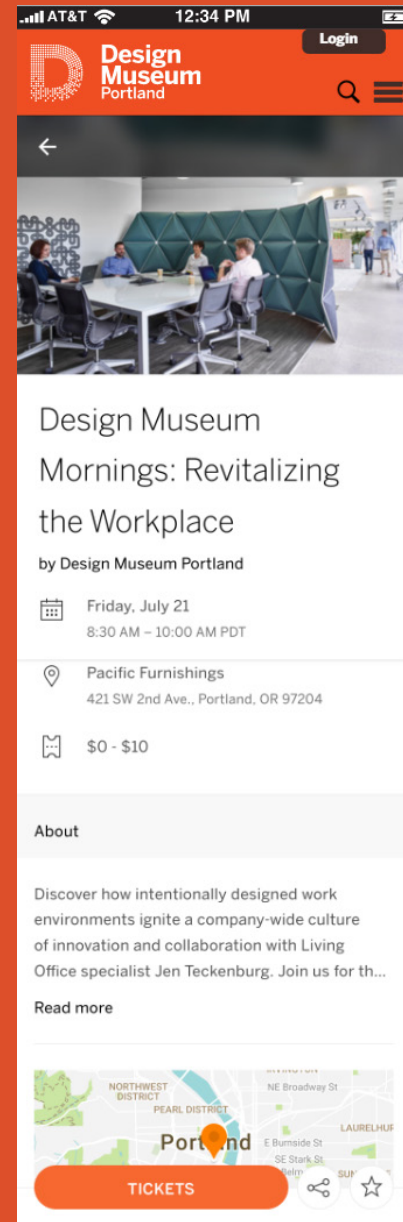 AT&T 12:34 PM
Login
Design
Museum
Portland
Design Museum
Mornings: Revitalizing
the Workplace
by Design Museum Portland
Friday, July 21
8:30 AM – 10:00 AM PDT
Pacific Furnishings
421 SW 2nd Ave., Portland, OR 97204
$0 - $10
About
Discover how intentionally designed work
environments ignite a company-wide culture
of innovation and collaboration with Living
Office specialist Jen Teckenburg. Join us for th...
Read more
NORTHWEST
DISTRICT
NE Broadway St
PEARL DISTRICT
LAURELHUR
E Burnside St
SE Stark St
TICKETS